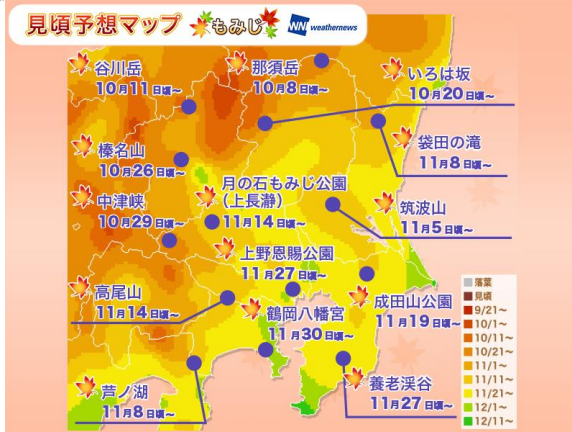 見頃予想マップ もみじ WNI weathernews
谷川岳
10月11日頃~
那須岳
10月8日頃~
いろは坂
10月20日頃~
榛名山
10月26日頃~
袋田の滝
11月8日頃~
月の石もみじ公園
(上長瀞)
11月14日頃~
中津峡
10月29日頃~
筑波山
11月5日頃~
上野恩賜公園
11月27日頃~
高尾山
11月14日頃~
鶴岡八幡宮
11月30日頃~
成田山公園
11月19日頃~
芦ノ湖
11月8日頃~
養老渓谷
11月27日頃~
落葉
見頃
9/21~
10/1~
10/11~
10/21~
11/1~
11/11~
11/21~
12/1~
12/11~